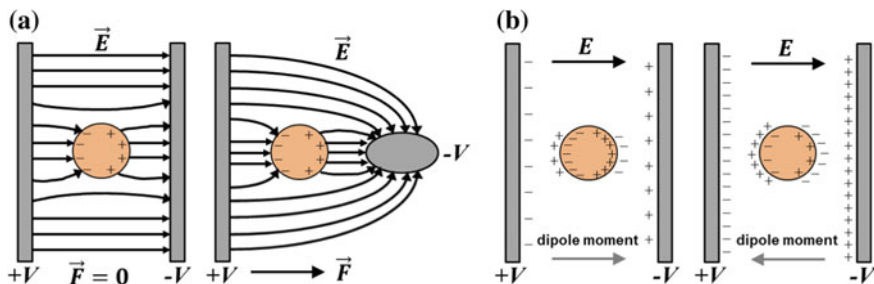 (a)
E⃗
E⃗
-V
+V F⃗ = 0 -V
+V F⃗
(b)
E
E
dipole moment
dipole moment
+V -V +V -V